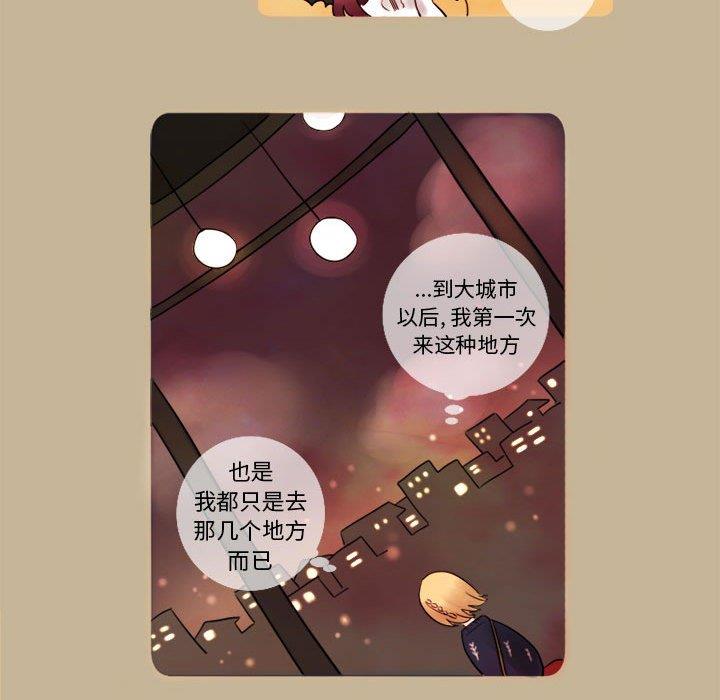 ...到大城市
以后, 我第一次
来这种地方
也是
我都只是去
那几个地方
而已